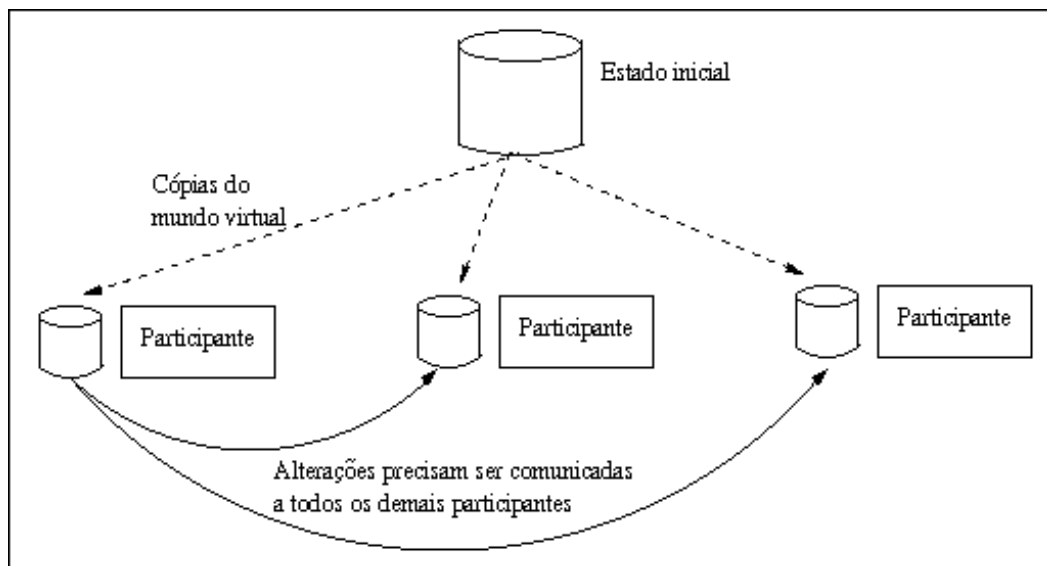 Estado inicial
Cópias do
mundo virtual
Participante
Participante
Participante
Alterações precisam ser comunicadas
a todos os demais participantes